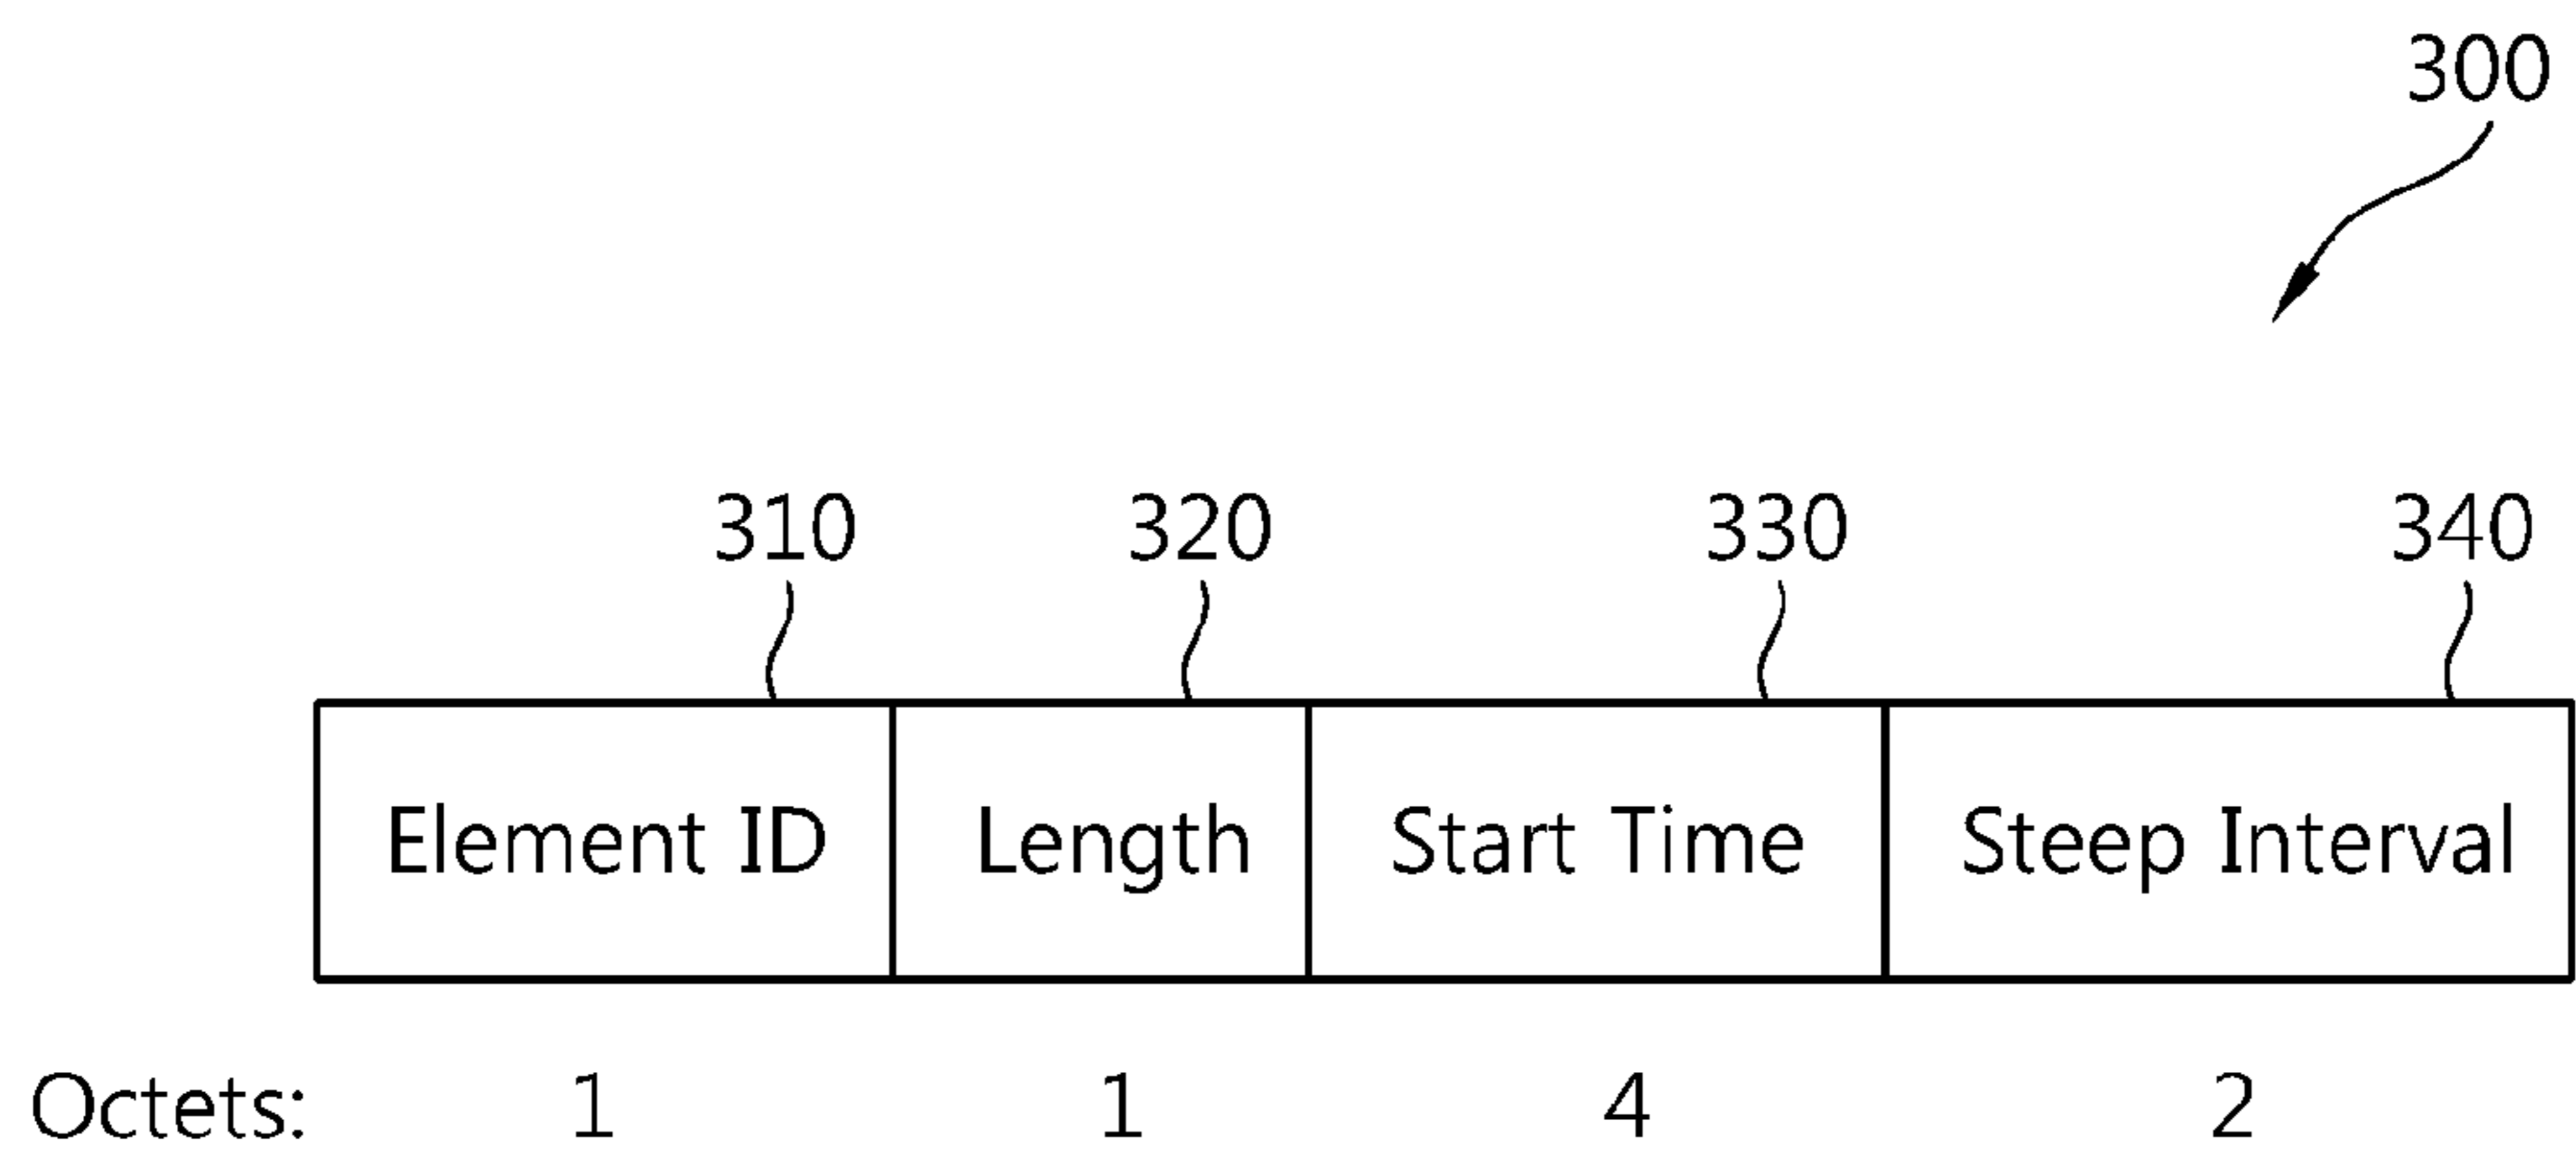 300
310 320 330 340
Element ID Length Start Time Steep Interval
Octets: 1 1 4 2